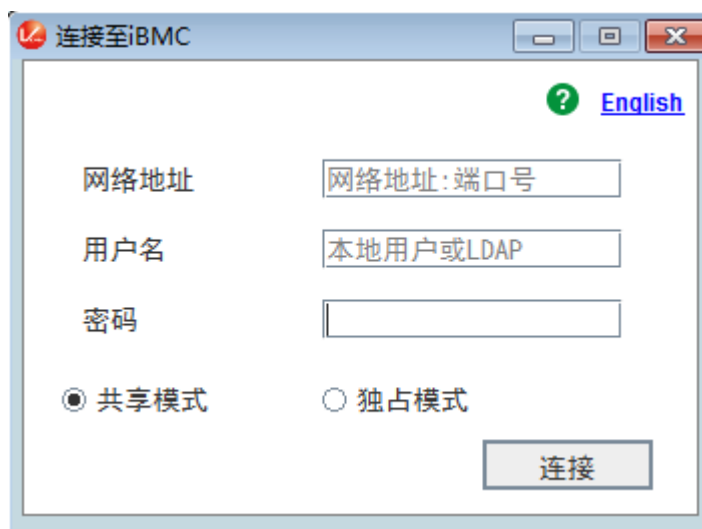 连接至iBMC
English
网络地址 网络地址:端口号
用户名 本地用户或LDAP
密码
共享模式 独占模式
连接